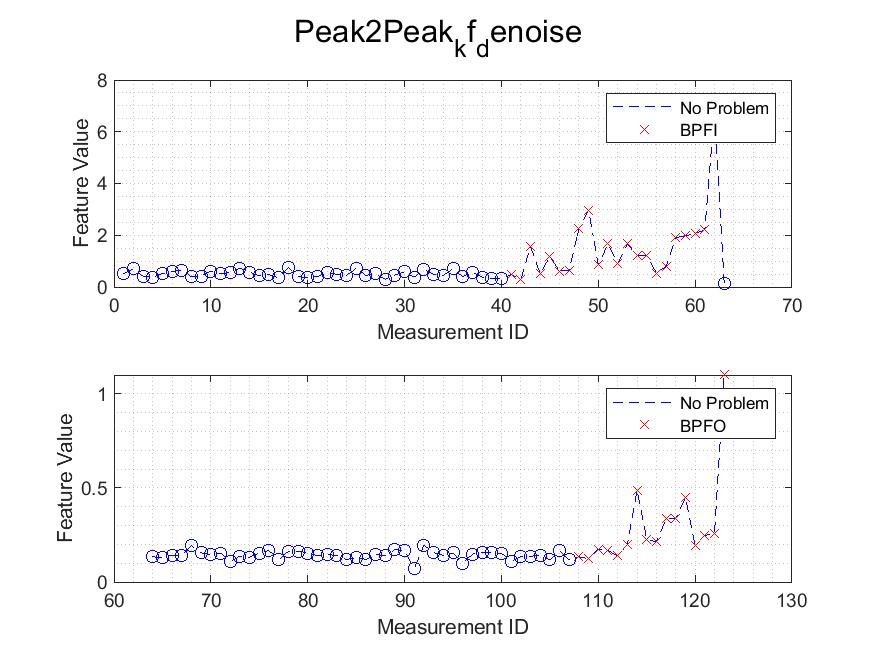 Peak2Peak_kf_denoise
8
6
4
2
0
Feature Value
No Problem
BPFI
0 10 20 30 40 50 60 70
Measurement ID
1
0.5
0
Feature Value
No Problem
BPFO
60 70 80 90 100 110 120 130
Measurement ID